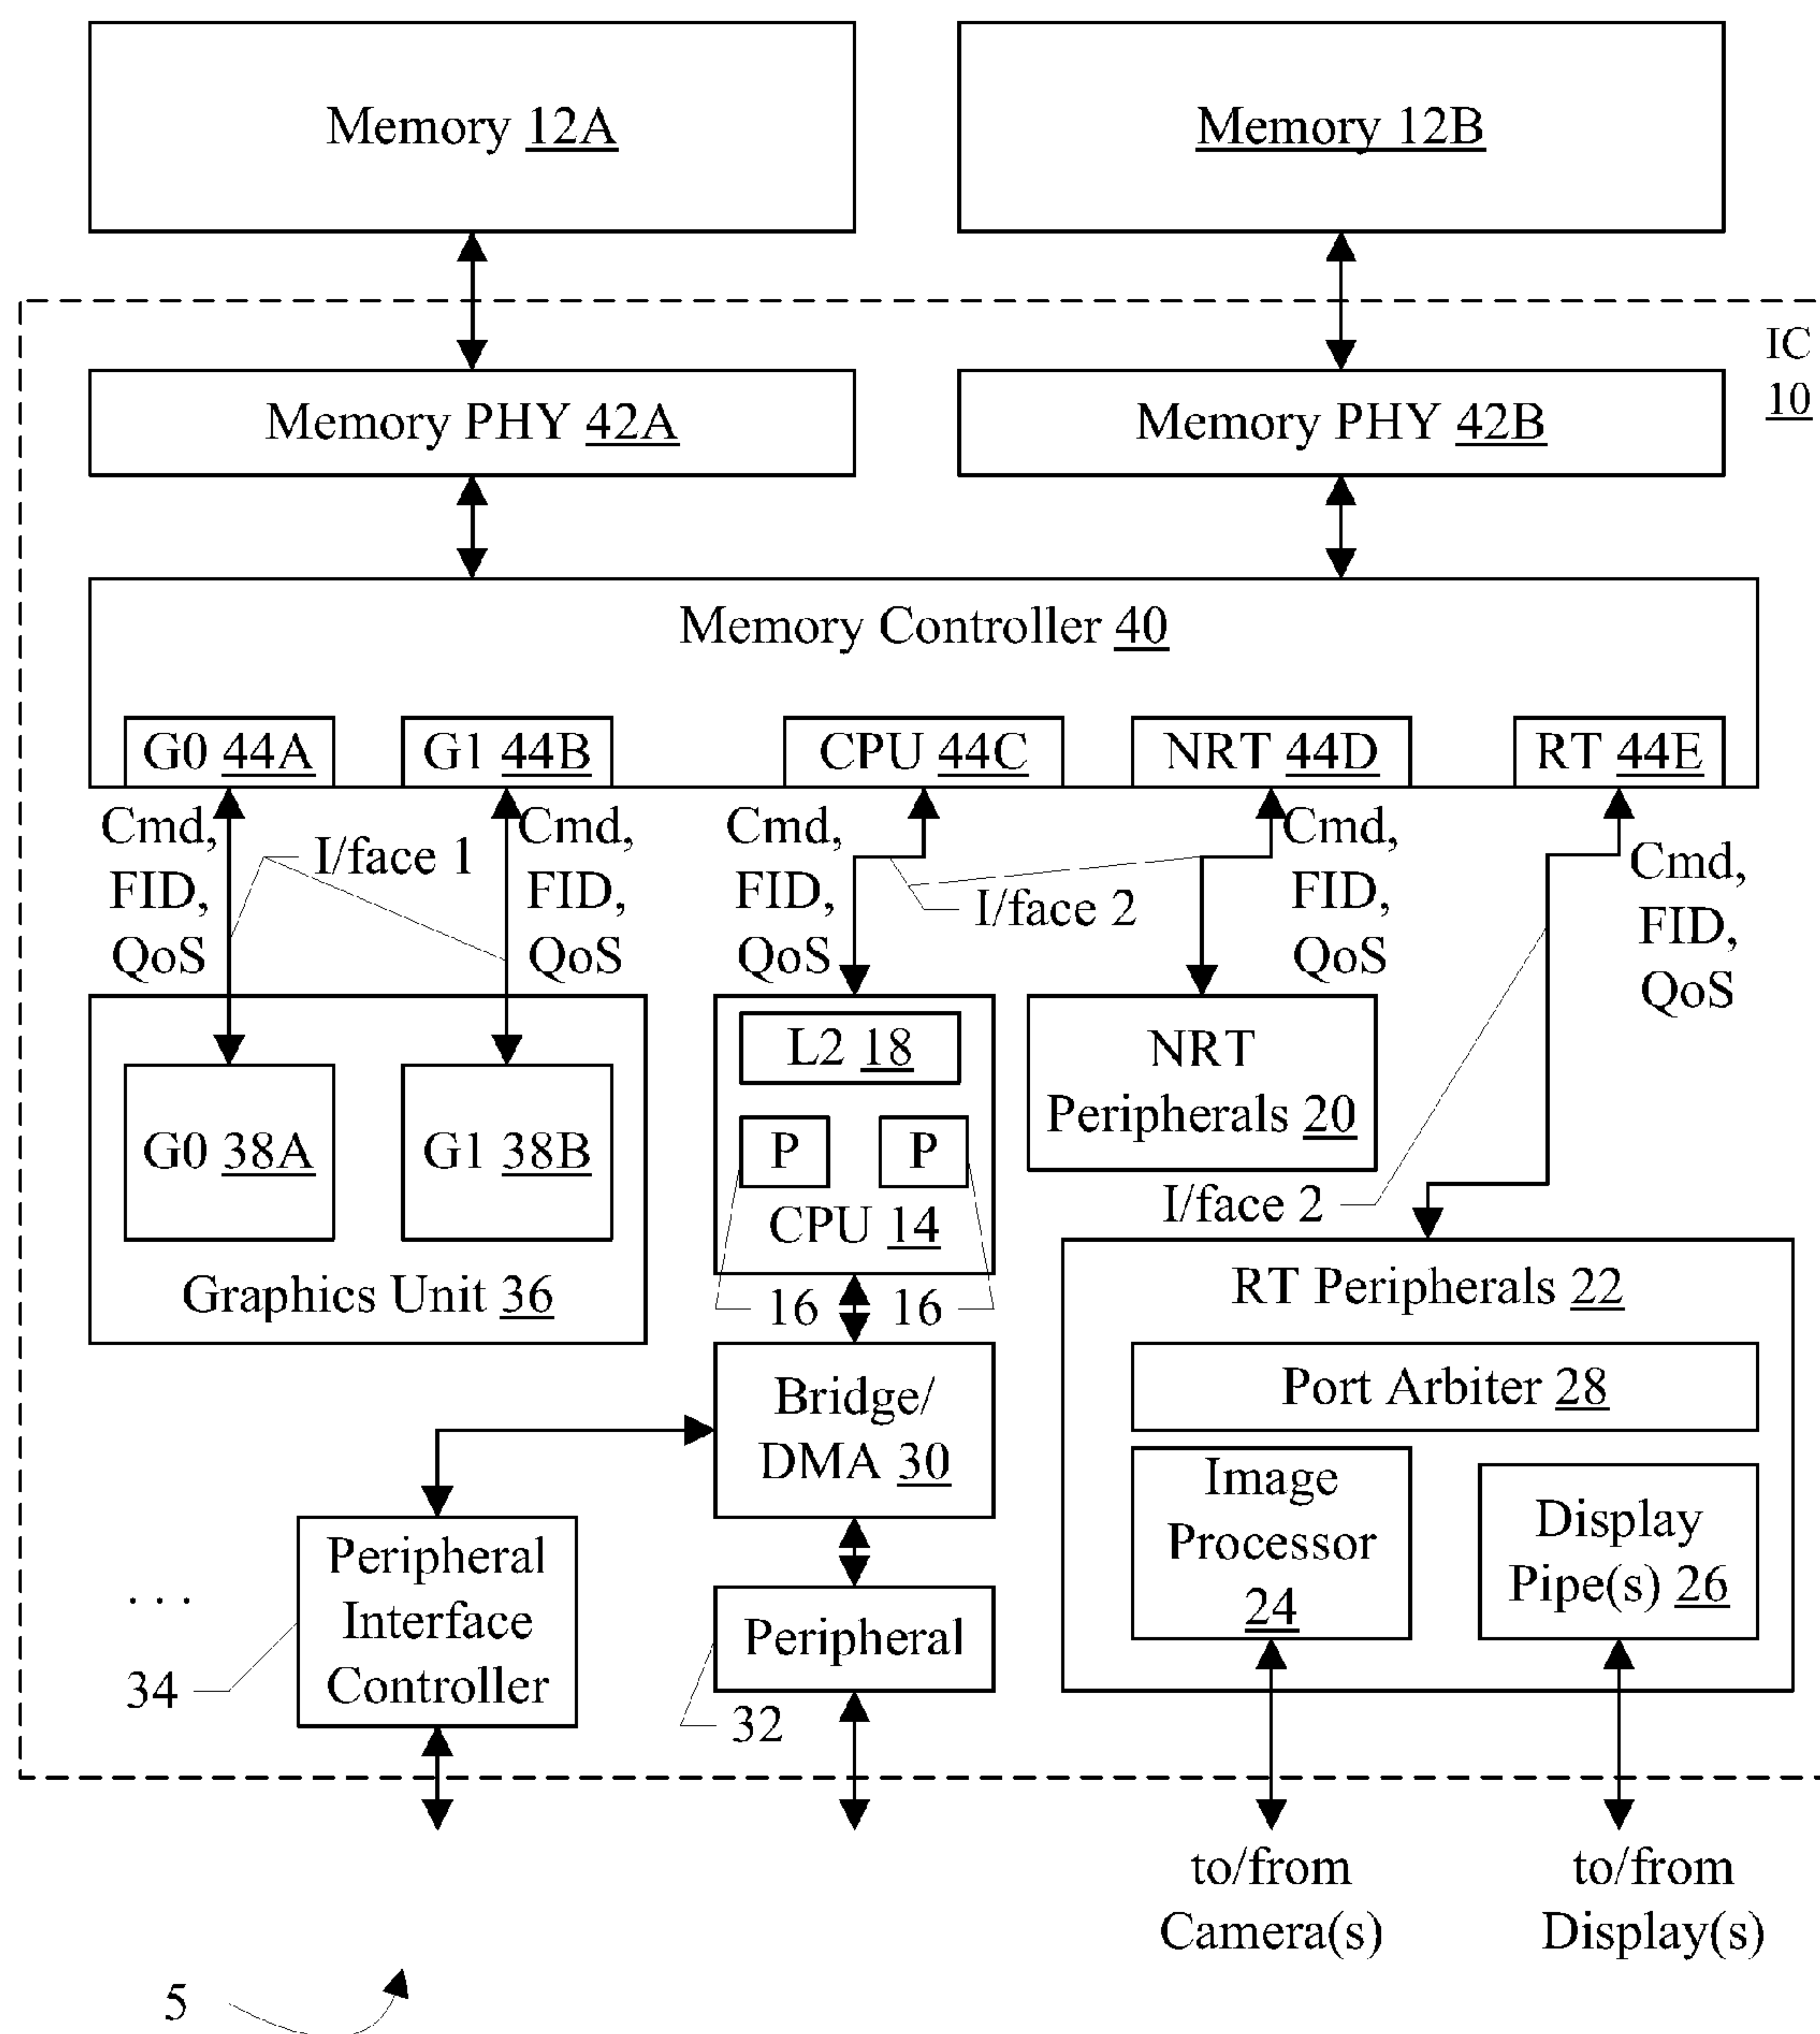 Memory 12A
Memory 12B
IC
10
Memory PHY 42A
Memory PHY 42B
Memory Controller 40
G0 44A
G1 44B
CPU 44C
NRT 44D
RT 44E
Cmd,
FID,
QoS
I/face 1
Cmd,
FID,
QoS
Cmd,
FID,
QoS
I/face 2
Cmd,
FID,
QoS
Cmd,
FID,
QoS
G0 38A
G1 38B
Graphics Unit 36
L2 18
P
P
CPU 14
16
16
NRT
Peripherals 20
I/face 2
RT Peripherals 22
Port Arbiter 28
Image
Processor
24
Display
Pipe(s) 26
Bridge/
DMA 30
. . .
Peripheral
Interface
Controller
34
Peripheral
32
to/from
Camera(s)
to/from
Display(s)
5